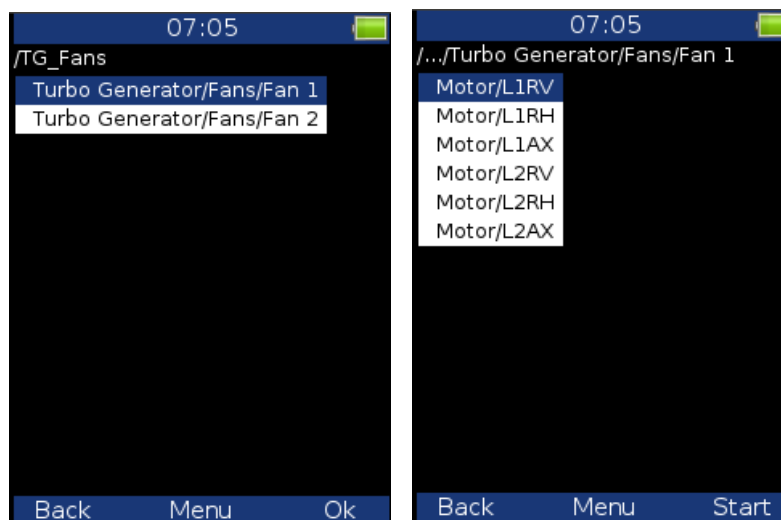 07:05
/TG_Fans
Turbo Generator/Fans/Fan 1
Turbo Generator/Fans/Fan 2
Back Menu Ok
07:05
/.../Turbo Generator/Fans/Fan 1
Motor/L1RV
Motor/L1RH
Motor/L1AX
Motor/L2RV
Motor/L2RH
Motor/L2AX
Back Menu Start